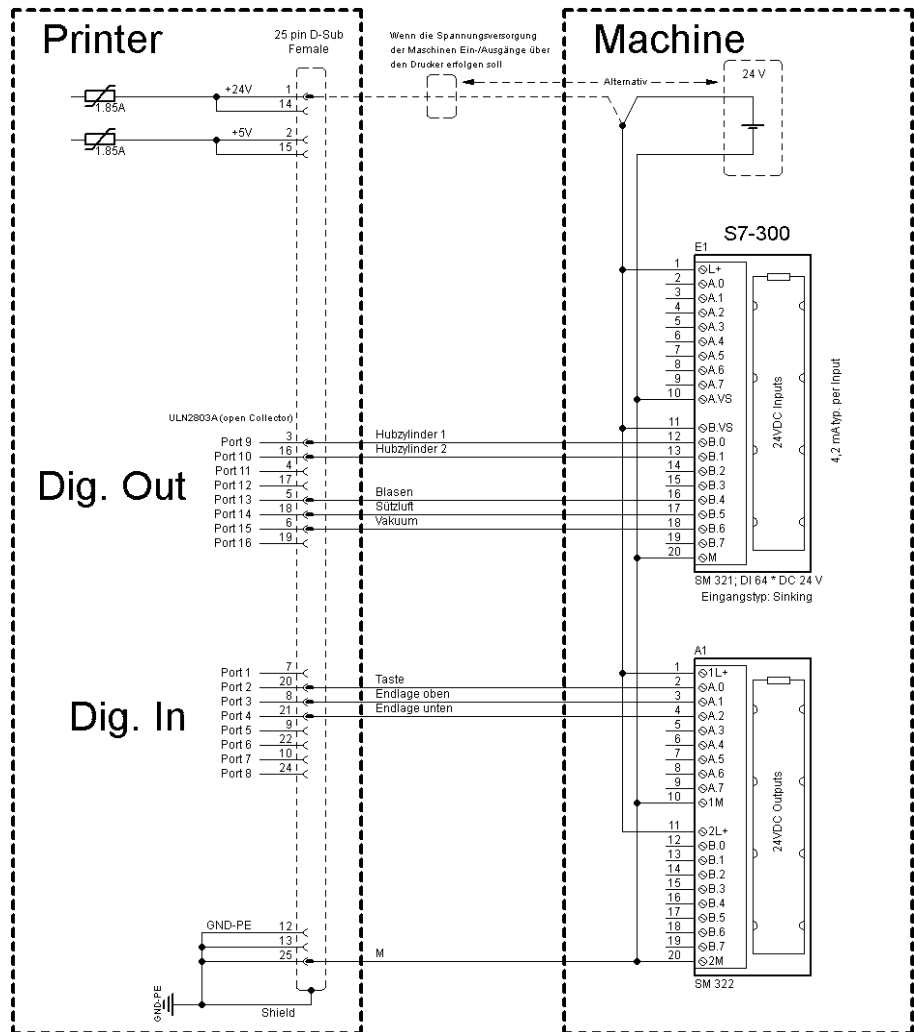 Printer
25 pin D-Sub
Female
Wenn die Spannungsversorgung
der Maschinen Ein-/Ausgänge über
den Drucker erfolgen soll
Machine
Alternativ
24 V
+24V
1
14
1.85A
+5V
2
15
1.85A
S7-300
E1
1 L+
2 A.0
3 A.1
4 A.2
5 A.3
6 A.4
7 A.5
8 A.6
9 A.7
10 A.VS
11 B.VS
12 B.0
13 B.1
14 B.2
15 B.3
16 B.4
17 B.5
18 B.6
19 B.7
20 M
24VDC Inputs
4,2 mA typ. per Input
SM 321; DI 64 * DC 24 V
Eingangstyp: Sinking
ULN2803A (open Collector)
Dig. Out
Port 9 3 Hubzylinder 1
Port 10 16 Hubzylinder 2
Port 11 4
Port 12 17
Port 13 5 Blasen
Port 14 18 Sützluft
Port 15 6 Vakuum
Port 16 19
Dig. In
Port 1 7
Port 2 20 Taste
Port 3 8 Endlage oben
Port 4 21 Endlage unten
Port 5 9
Port 6 22
Port 7 10
Port 8 24
A1
1 1L+
2 A.0
3 A.1
4 A.2
5 A.3
6 A.4
7 A.5
8 A.6
9 A.7
10 1M
11 2L+
12 B.0
13 B.1
14 B.2
15 B.3
16 B.4
17 B.5
18 B.6
19 B.7
20 2M
24VDC Outputs
SM 322
GND-PE 12
13
25 M
GND-PE
Shield